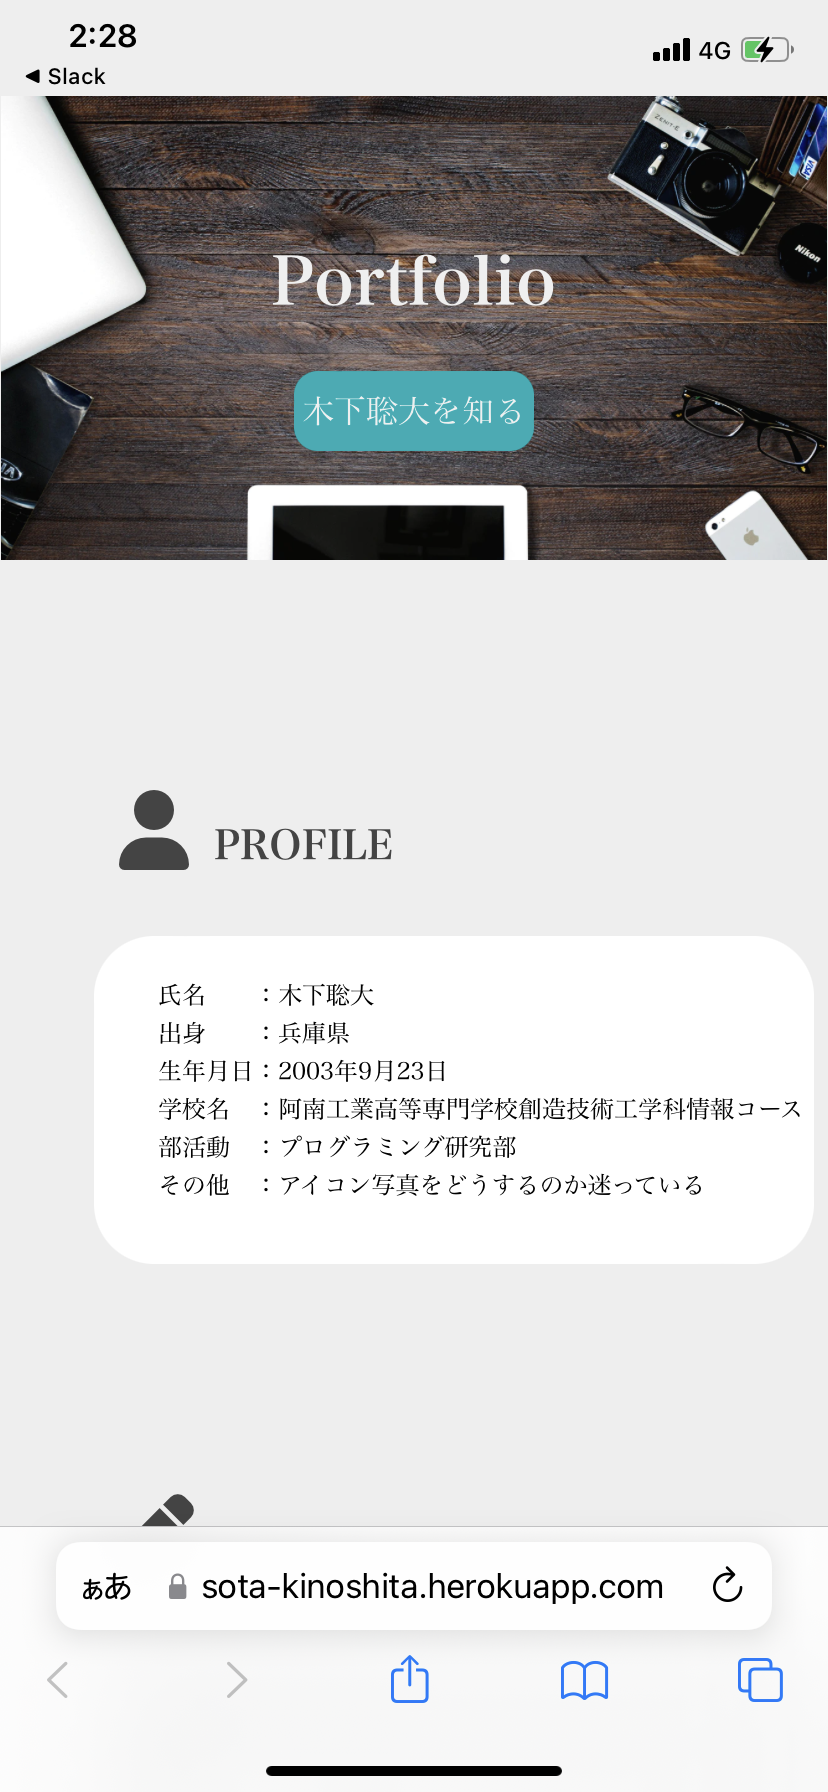 2:28
4G
◀ Slack
ZENIT-E
VISA
Nikon
Portfolio
木下聡大を知る
PROFILE
氏名　　：木下聡大
出身　　：兵庫県
生年月日：2003年9月23日
学校名　：阿南工業高等専門学校創造技術工学科情報コース
部活動　：プログラミング研究部
その他　：アイコン写真をどうするのか迷っている
ぁあ sota-kinoshita.herokuapp.com